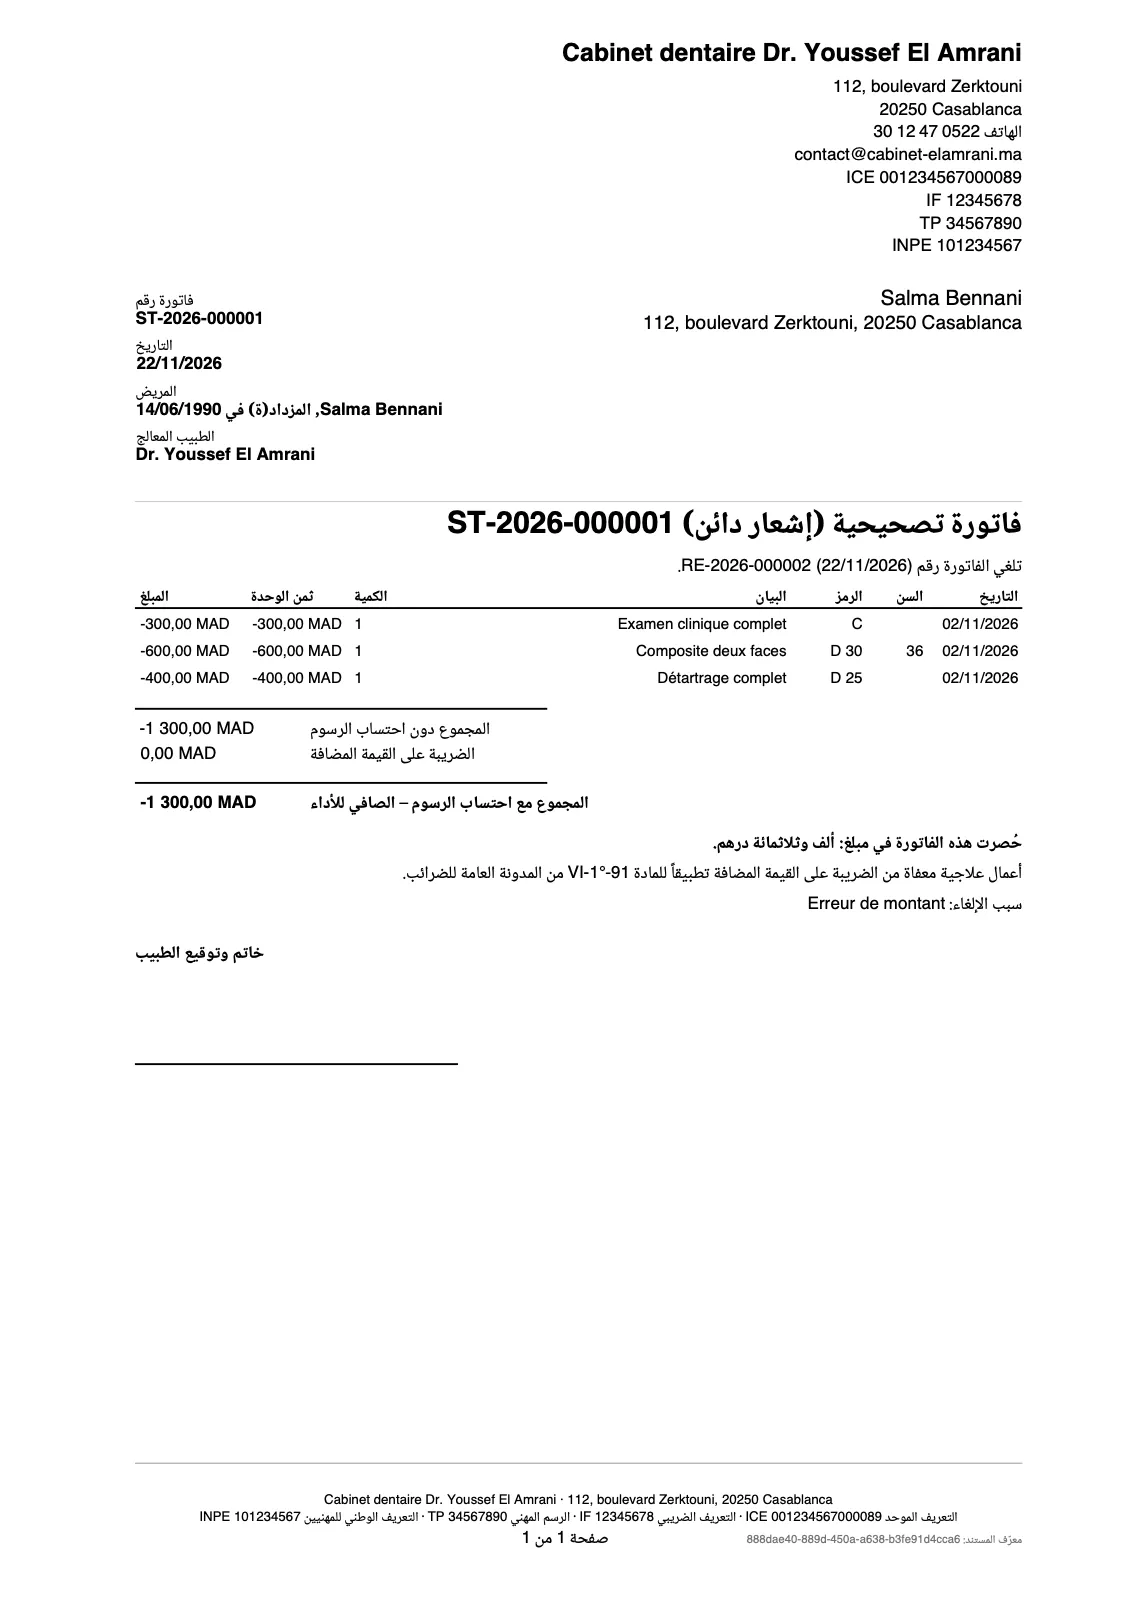 Cabinet dentaire Dr. Youssef El Amrani
112, boulevard Zerktouni
20250 Casablanca
الهاتف 0522 47 12 30
contact@cabinet-elamrani.ma
ICE 001234567000089
IF 12345678
TP 34567890
INPE 101234567
Salma Bennani
112, boulevard Zerktouni, 20250 Casablanca
فاتورة رقم
ST-2026-000001
التاريخ
22/11/2026
المريض
Salma Bennani, المزداد(ة) في 14/06/1990
الطبيب المعالج
Dr. Youssef El Amrani
فاتورة تصحيحية (إشعار دائن) ST-2026-000001
تلغي الفاتورة رقم RE-2026-000002 (22/11/2026).
التاريخ السن الرمز البيان الكمية ثمن الوحدة المبلغ
02/11/2026 C Examen clinique complet 1 -300,00 MAD -300,00 MAD
02/11/2026 36 D 30 Composite deux faces 1 -600,00 MAD -600,00 MAD
02/11/2026 D 25 Détartrage complet 1 -400,00 MAD -400,00 MAD
المجموع دون احتساب الرسوم -1 300,00 MAD
الضريبة على القيمة المضافة 0,00 MAD
المجموع مع احتساب الرسوم – الصافي للأداء -1 300,00 MAD
حُصرت هذه الفاتورة في مبلغ: ألف وثلاثمائة درهم.
أعمال علاجية معفاة من الضريبة على القيمة المضافة تطبيقاً للمادة 91-VI-1° من المدونة العامة للضرائب.
سبب الإلغاء: Erreur de montant
خاتم وتوقيع الطبيب
Cabinet dentaire Dr. Youssef El Amrani · 112, boulevard Zerktouni, 20250 Casablanca
التعريف الموحد ICE 001234567000089 · التعريف الضريبي IF 12345678 · الرسم المهني TP 34567890 · التعريف الوطني للمهنيين INPE 101234567
معرّف المستند: 888dae40-889d-450a-a638-b3fe91d4cca6
صفحة 1 من 1